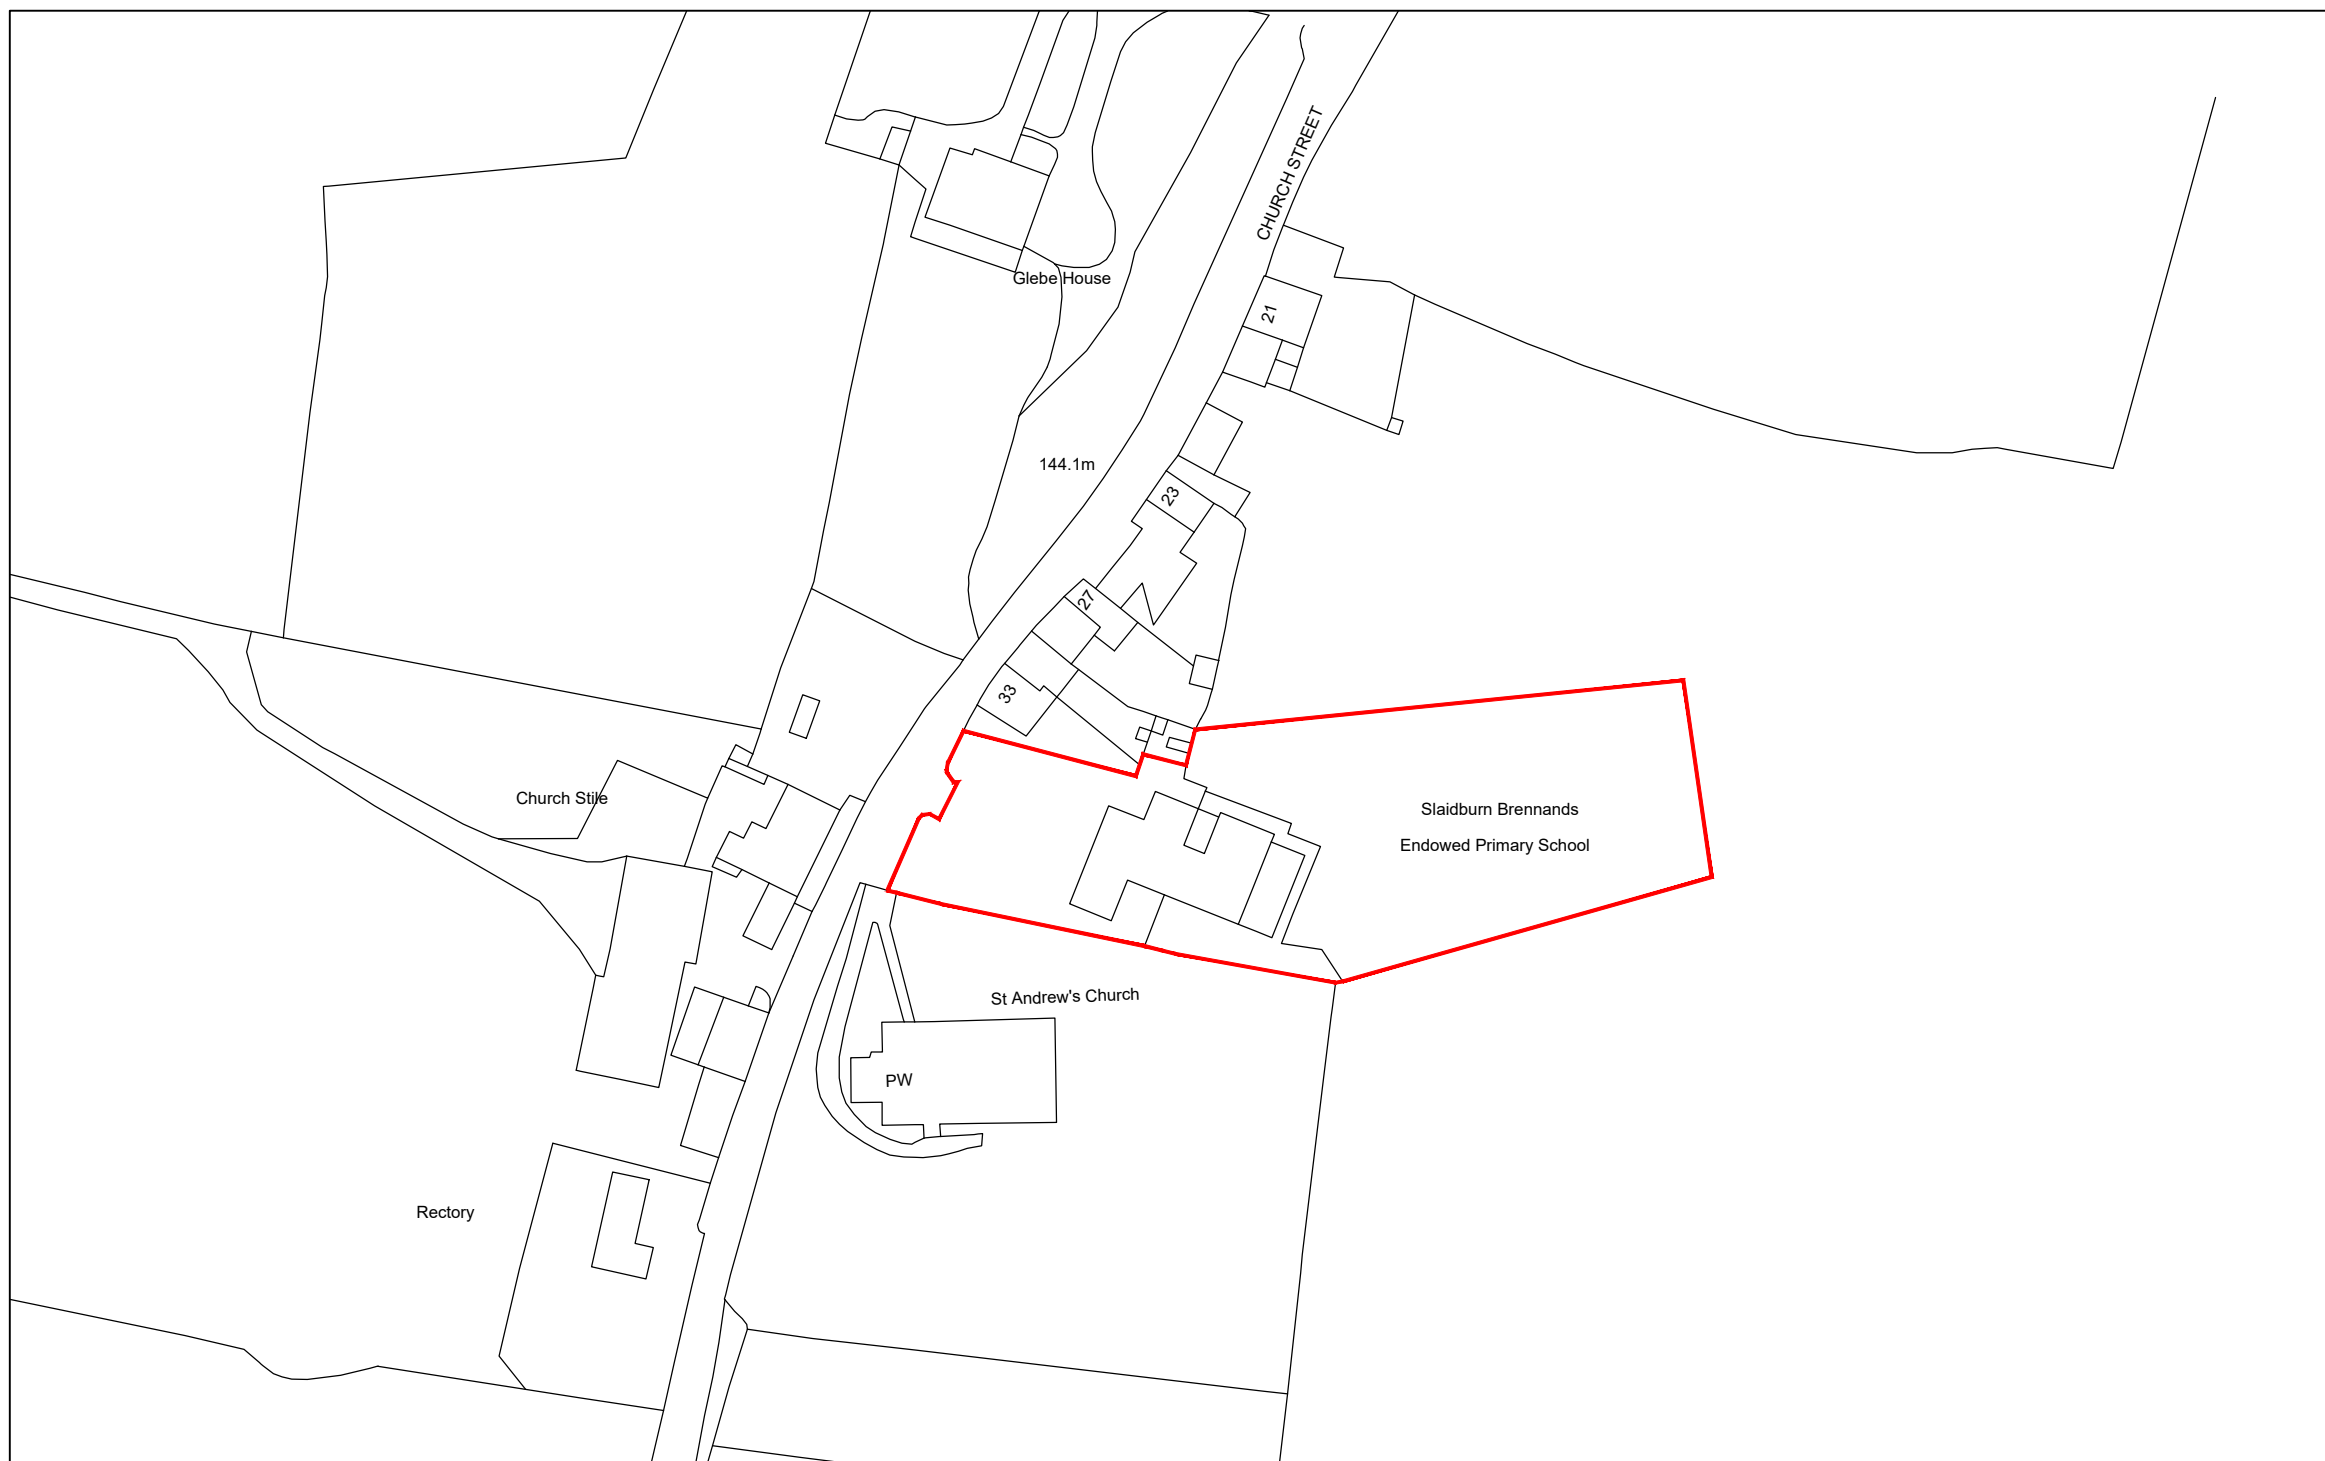 CHURCH STREET
Glebe House
21
144.1m
23
27
33
Church Stile
Slaidburn Brennands
Endowed Primary School
St Andrew's Church
PW
Rectory